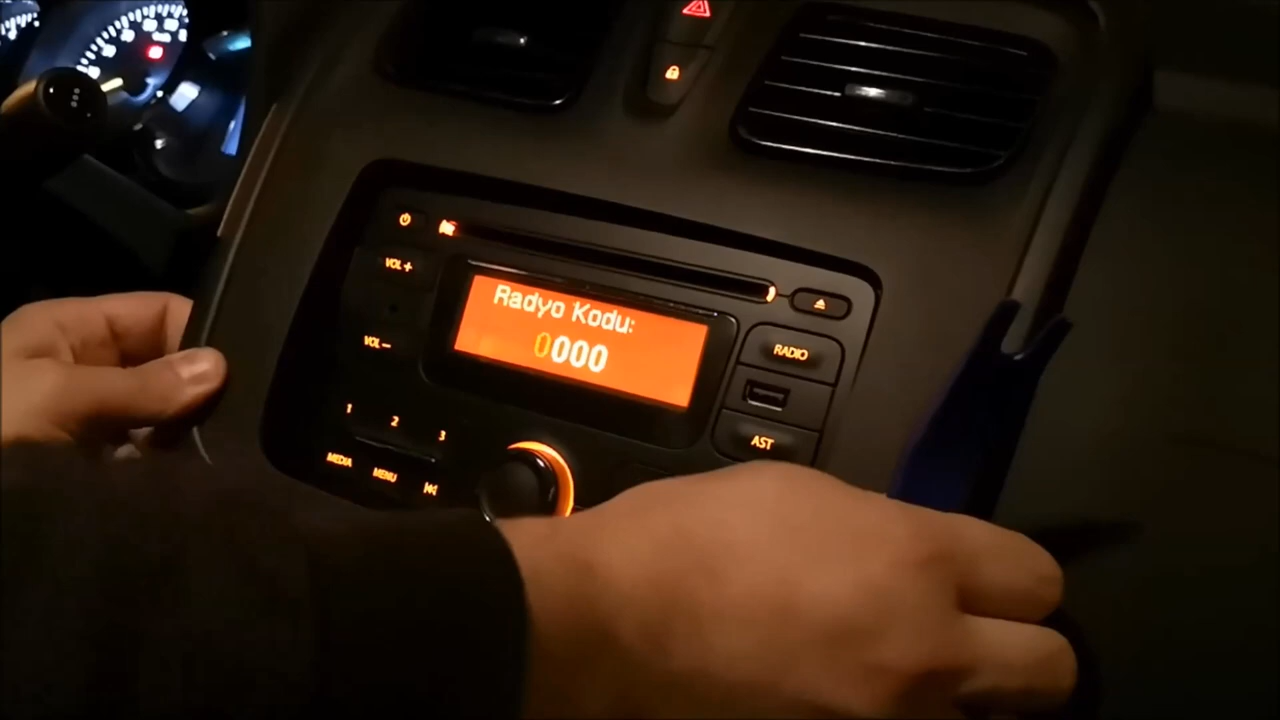 VOL+
Radyo Kodu:
0000
VOL-
RADIO
AST
1
2
3
MEDIA
MENU